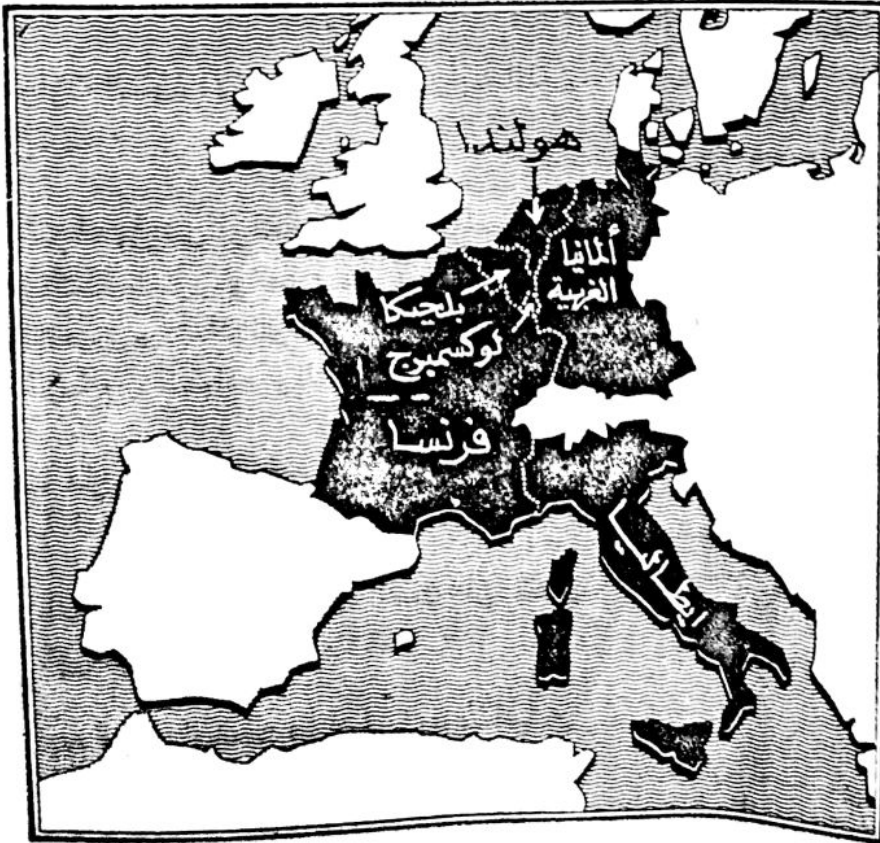 هولندا
ألمانيا
الغربية
بلجيكا
لوكسمبرج
فرنسا
ايطاليا